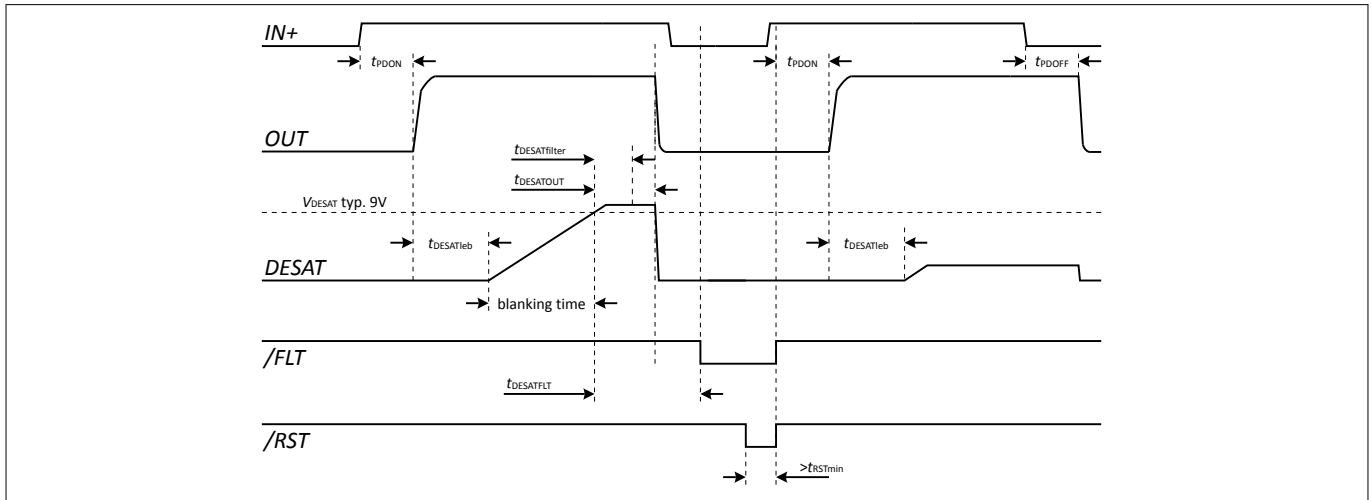 IN+
tPDON
tPDON
tPDOFF
OUT
tDESATfilter
tDESATOUT
VDESAT typ. 9V
tDESATleb
tDESATleb
DESAT
blanking time
/FLT
tDESATFLT
/RST
>tRSTmin